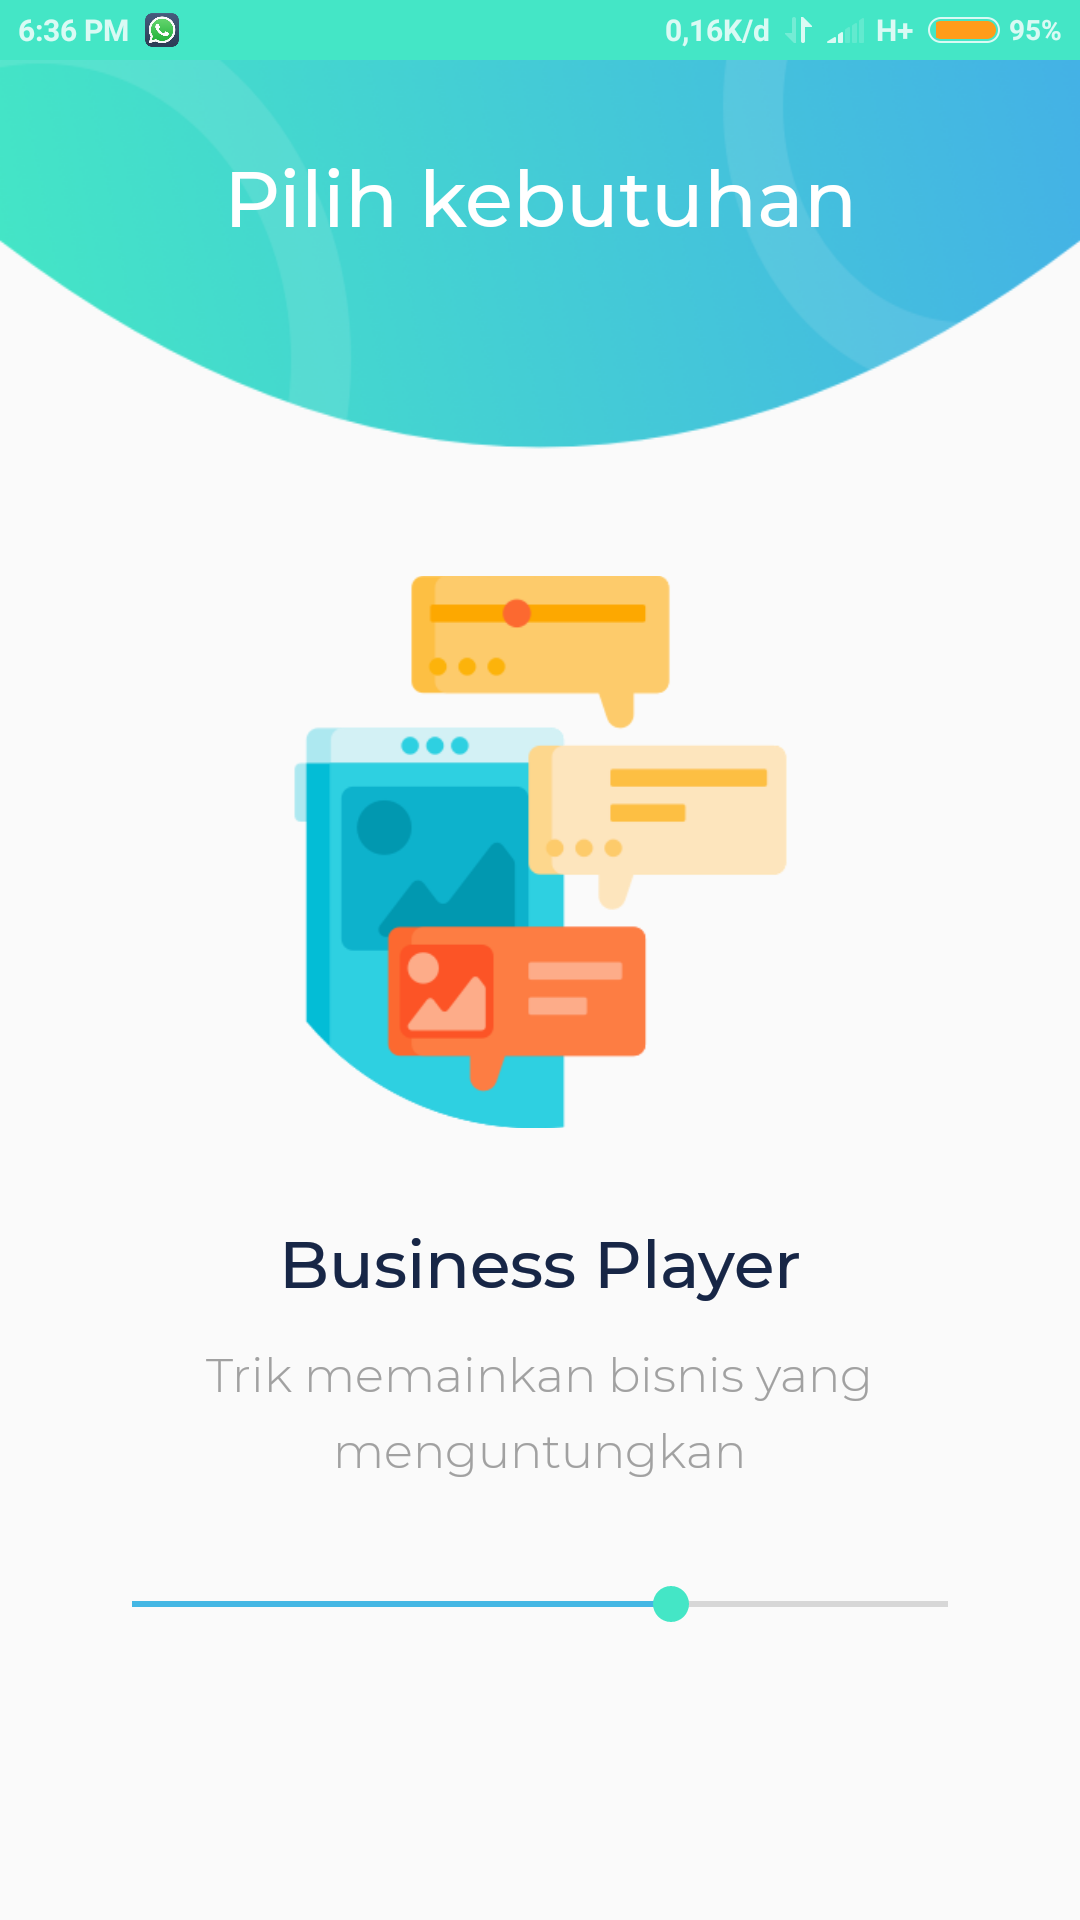 6:36 PM 0,16K/d H+ 95%
Pilih kebutuhan
Business Player
Trik memainkan bisnis yang
menguntungkan